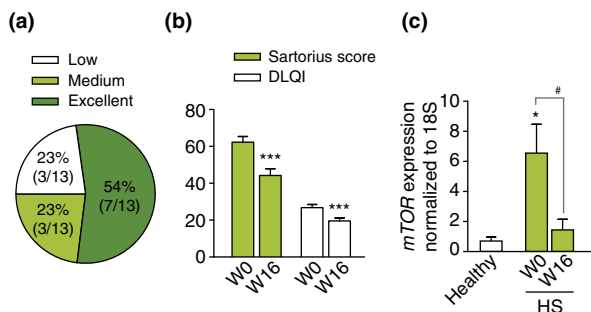 (a)
Low
Medium
Excellent
23%
(3/13)
54%
(7/13)
23%
(3/13)
(b)
Sartorius score
DLQI
80
60
40
20
0
***
***
W0
W16
W0
W16
(c)
mTOR expression
normalized to 18S
10
8
6
4
2
0
*
#
Healthy
W0
W16
HS